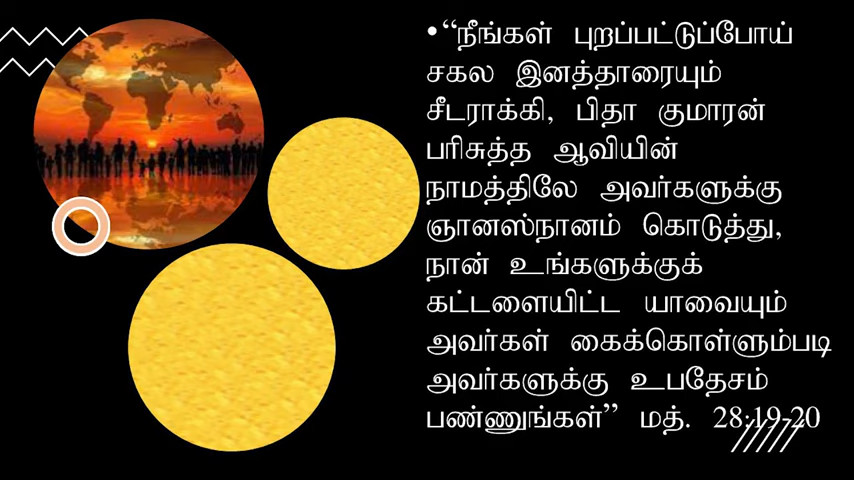 •“நீங்கள் புறப்பட்டுப்போய்
சகல இனத்தாரையும்
சீடராக்கி, பிதா குமாரன்
பரிசுத்த ஆவியின்
நாமத்திலே அவர்களுக்கு
ஞானஸ்நானம் கொடுத்து,
நான் உங்களுக்குக்
கட்டளையிட்ட யாவையும்
அவர்கள் கைக்கொள்ளும்படி
அவர்களுக்கு உபதேசம்
பண்ணுங்கள்” மத். 28:19-20